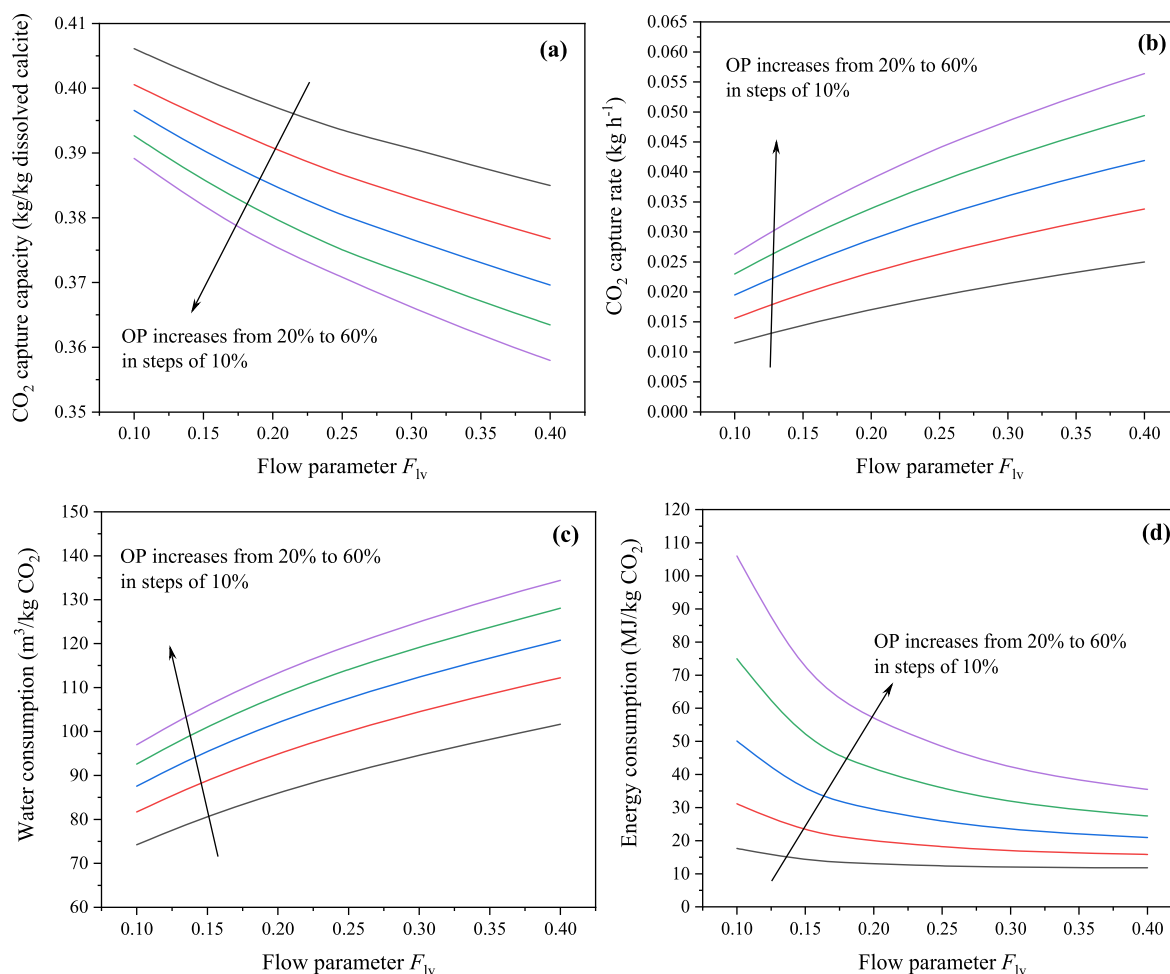 (a)
CO₂ capture capacity (kg/kg dissolved calcite)
0.41
0.40
0.39
0.38
0.37
0.36
0.35
OP increases from 20% to 60%
in steps of 10%
0.10 0.15 0.20 0.25 0.30 0.35 0.40
Flow parameter Flv
(b)
CO₂ capture rate (kg h⁻¹)
0.065
0.060
0.055
0.050
0.045
0.040
0.035
0.030
0.025
0.020
0.015
0.010
0.005
0.000
OP increases from 20% to 60%
in steps of 10%
0.10 0.15 0.20 0.25 0.30 0.35 0.40
Flow parameter Flv
(c)
Water consumption (m³/kg CO₂)
150
140
130
120
110
100
90
80
70
60
OP increases from 20% to 60%
in steps of 10%
0.10 0.15 0.20 0.25 0.30 0.35 0.40
Flow parameter Flv
(d)
Energy consumption (MJ/kg CO₂)
120
110
100
90
80
70
60
50
40
30
20
10
0
OP increases from 20% to 60%
in steps of 10%
0.10 0.15 0.20 0.25 0.30 0.35 0.40
Flow parameter Flv